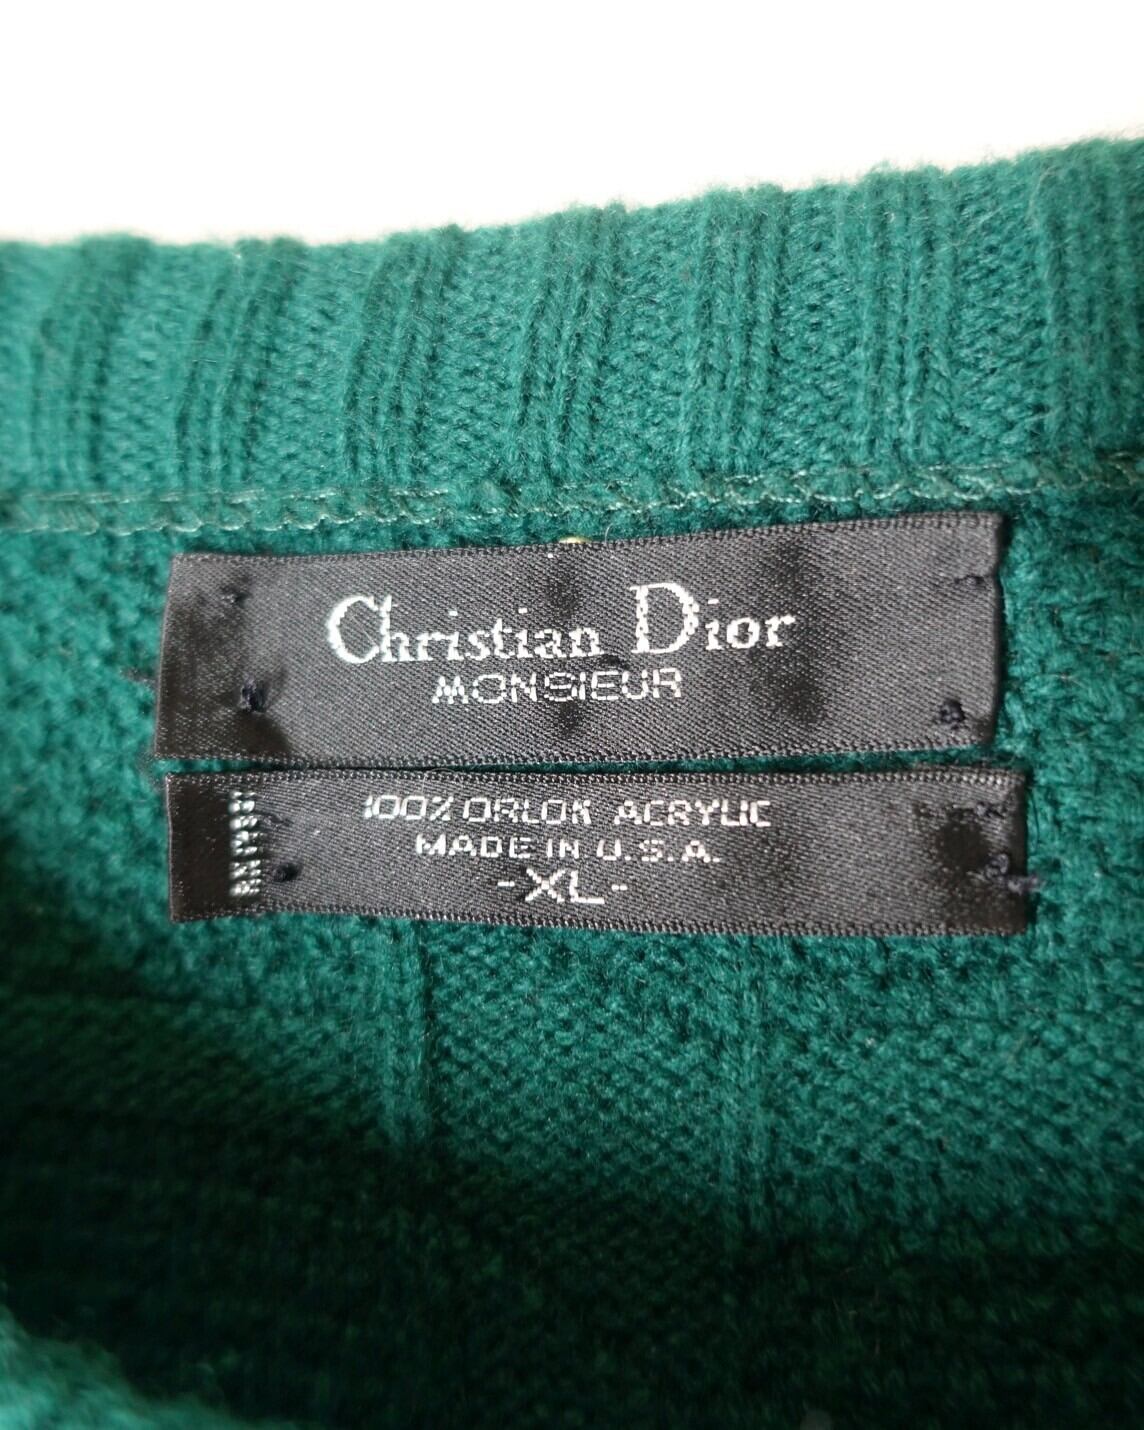 Christian Dior
MONSIEUR
100% ORLON ACRYLIC
MADE IN U.S.A.
-XL-